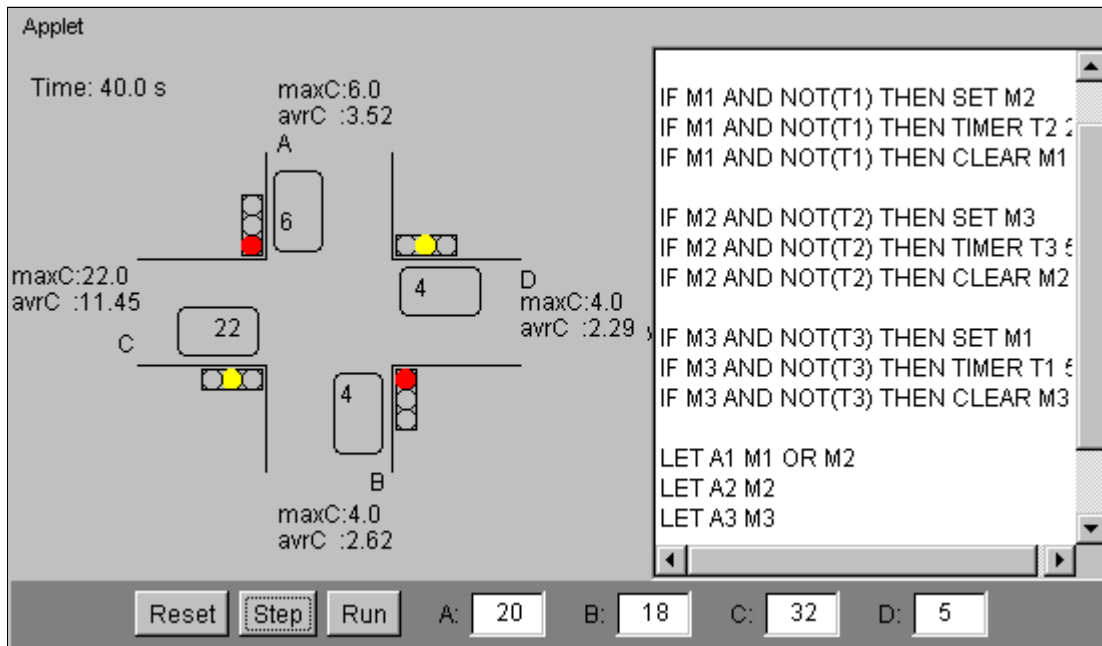 Applet
Time: 40.0 s
maxC:6.0
avrC :3.52
A
6
maxC:22.0
avrC :11.45
C
22
4
D
maxC:4.0
avrC :2.29
4
B
maxC:4.0
avrC :2.62
IF M1 AND NOT(T1) THEN SET M2
IF M1 AND NOT(T1) THEN TIMER T2
IF M1 AND NOT(T1) THEN CLEAR M1
IF M2 AND NOT(T2) THEN SET M3
IF M2 AND NOT(T2) THEN TIMER T3
IF M2 AND NOT(T2) THEN CLEAR M2
IF M3 AND NOT(T3) THEN SET M1
IF M3 AND NOT(T3) THEN TIMER T1
IF M3 AND NOT(T3) THEN CLEAR M3
LET A1 M1 OR M2
LET A2 M2
LET A3 M3
Reset Step Run A: 20 B: 18 C: 32 D: 5